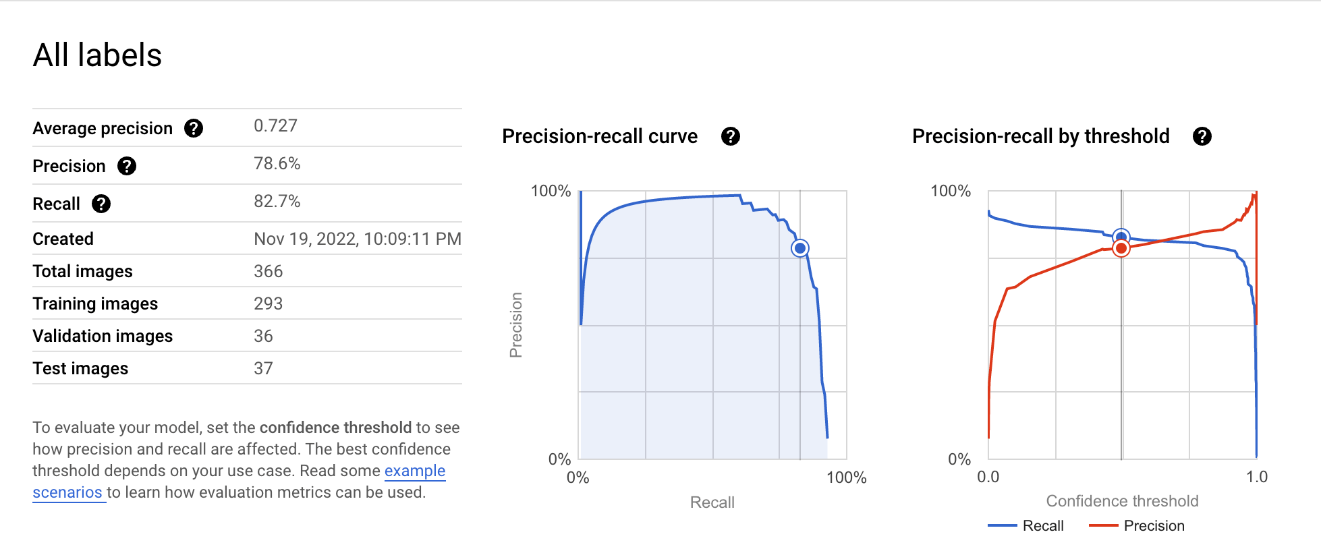 All labels
Average precision ? 0.727
Precision ? 78.6%
Recall ? 82.7%
Created Nov 19, 2022, 10:09:11 PM
Total images 366
Training images 293
Validation images 36
Test images 37
To evaluate your model, set the confidence threshold to see
how precision and recall are affected. The best confidence
threshold depends on your use case. Read some example
scenarios to learn how evaluation metrics can be used.
Precision-recall curve ?
100%
Precision
0%
0% 100%
Recall
Precision-recall by threshold ?
100%
0%
0.0 1.0
Confidence threshold
Recall Precision